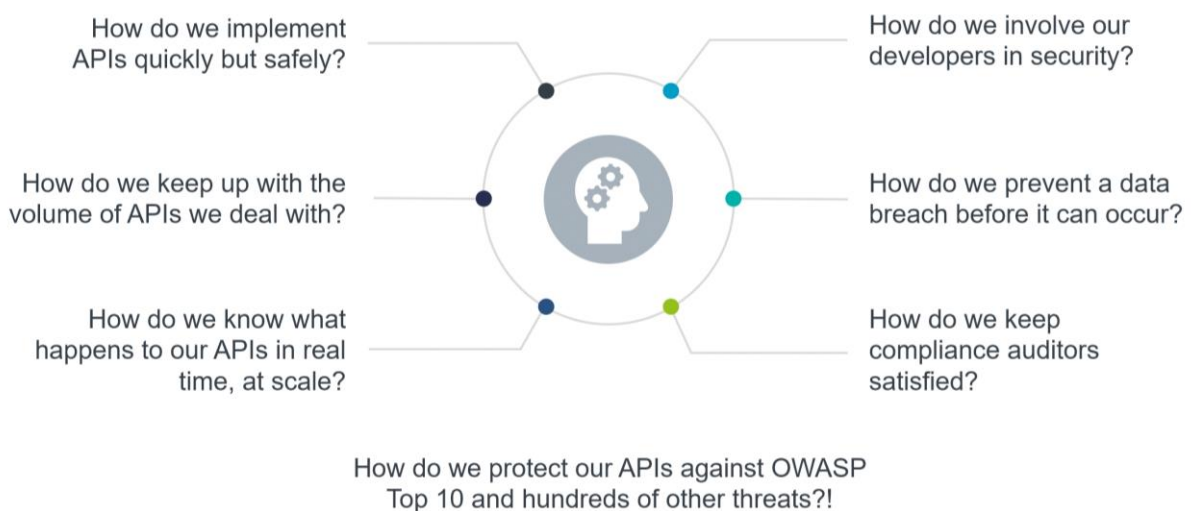 How do we implement
APIs quickly but safely?
How do we involve our
developers in security?
How do we keep up with the
volume of APIs we deal with?
How do we prevent a data
breach before it can occur?
How do we know what
happens to our APIs in real
time, at scale?
How do we keep
compliance auditors
satisfied?
How do we protect our APIs against OWASP
Top 10 and hundreds of other threats?!